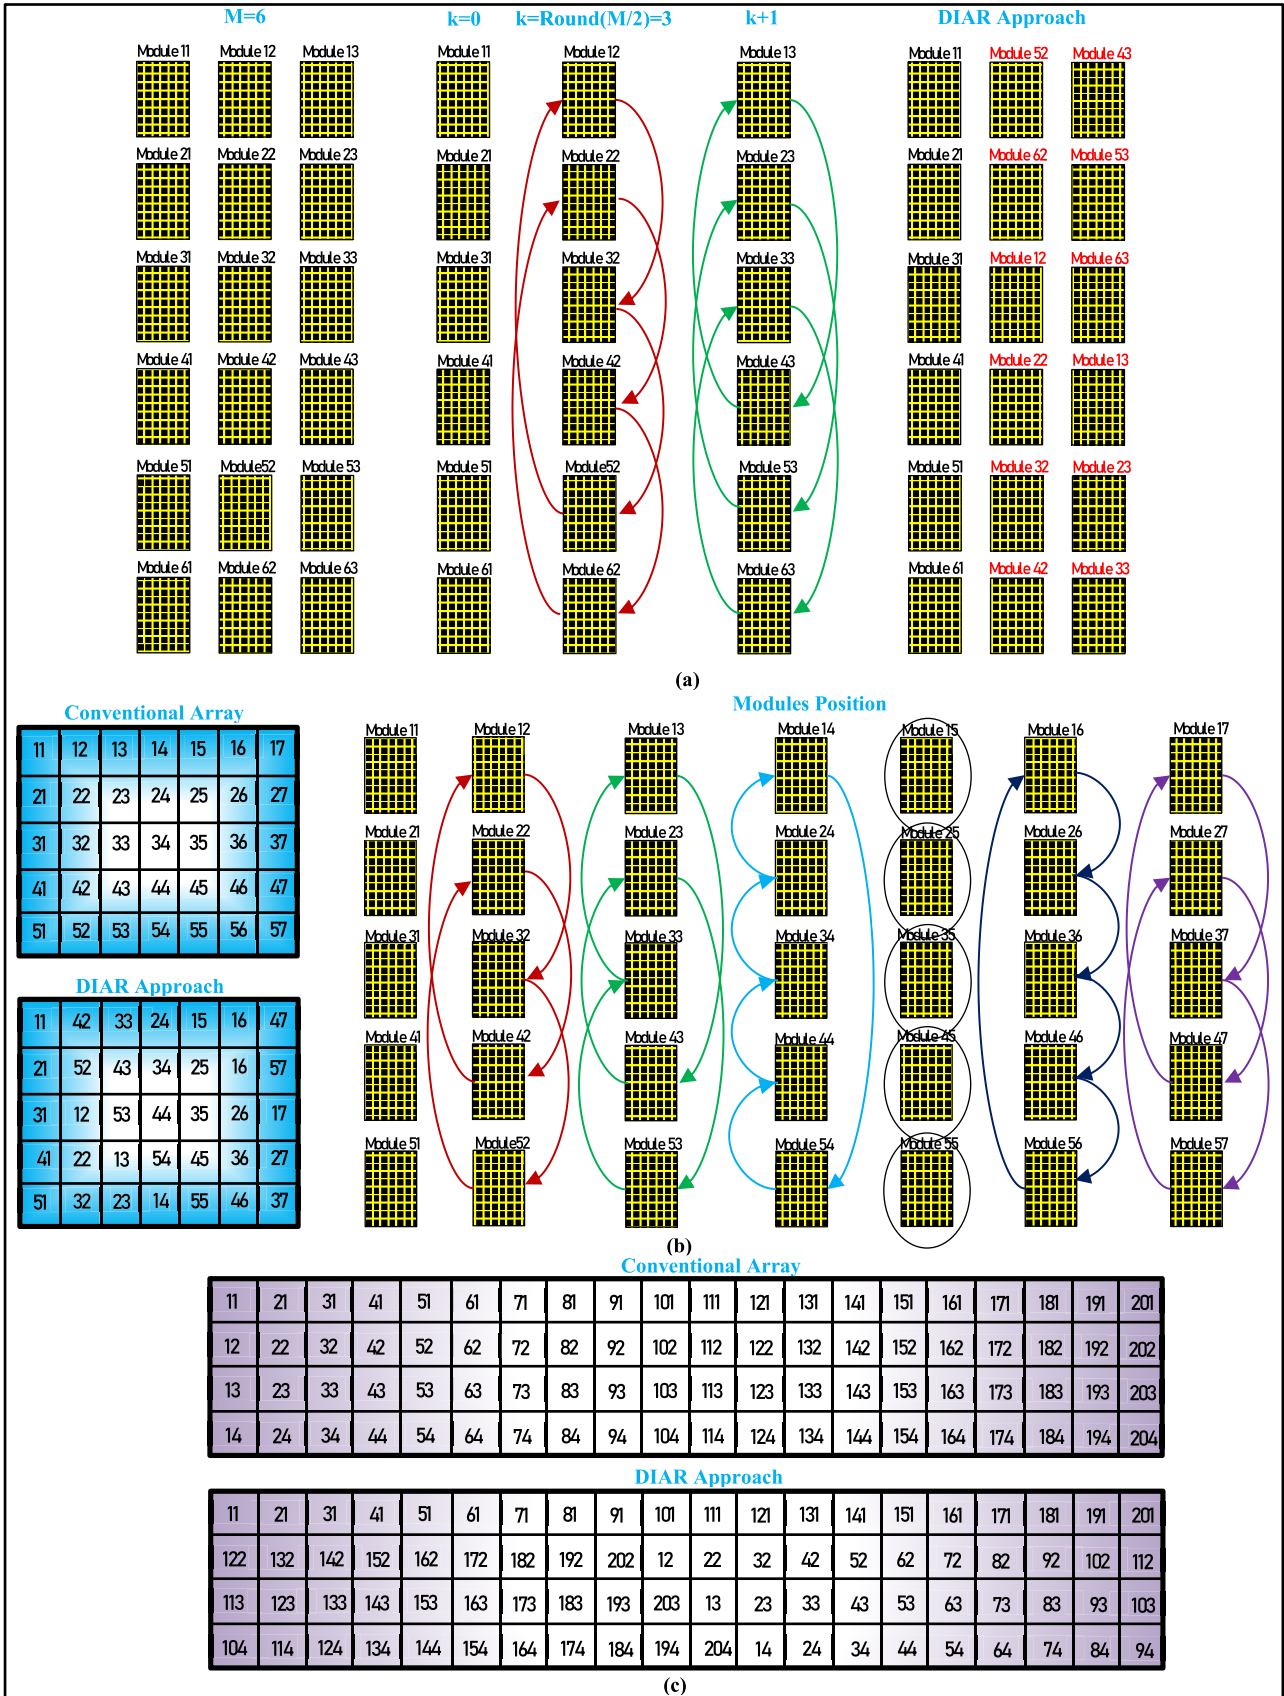 M=6 k=0 k=Round(M/2)=3 k+1 DIAR Approach
Module 11 Module 12 Module 13 Module 11 Module 12 Module 13 Module 11 Module 52 Module 43
Module 21 Module 22 Module 23 Module 21 Module 22 Module 23 Module 21 Module 62 Module 53
Module 31 Module 32 Module 33 Module 31 Module 32 Module 33 Module 31 Module 12 Module 63
Module 41 Module 42 Module 43 Module 41 Module 42 Module 43 Module 41 Module 22 Module 13
Module 51 Module52 Module 53 Module 51 Module52 Module 53 Module 51 Module 32 Module 23
Module 61 Module 62 Module 63 Module 61 Module 62 Module 63 Module 61 Module 42 Module 33
(a)
Conventional Array
11 12 13 14 15 16 17
21 22 23 24 25 26 27
31 32 33 34 35 36 37
41 42 43 44 45 46 47
51 52 53 54 55 56 57
DIAR Approach
11 42 33 24 15 16 47
21 52 43 34 25 16 57
31 12 53 44 35 26 17
41 22 13 54 45 36 27
51 32 23 14 55 46 37
Modules Position
Module 11 Module 12 Module 13 Module 14 Module 15 Module 16 Module 17
Module 21 Module 22 Module 23 Module 24 Module 25 Module 26 Module 27
Module 31 Module 32 Module 33 Module 34 Module 35 Module 36 Module 37
Module 41 Module 42 Module 43 Module 44 Module 45 Module 46 Module 47
Module 51 Module52 Module 53 Module 54 Module 55 Module 56 Module 57
(b)
Conventional Array
11 21 31 41 51 61 71 81 91 101 111 121 131 141 151 161 171 181 191 201
12 22 32 42 52 62 72 82 92 102 112 122 132 142 152 162 172 182 192 202
13 23 33 43 53 63 73 83 93 103 113 123 133 143 153 163 173 183 193 203
14 24 34 44 54 64 74 84 94 104 114 124 134 144 154 164 174 184 194 204
DIAR Approach
11 21 31 41 51 61 71 81 91 101 111 121 131 141 151 161 171 181 191 201
122 132 142 152 162 172 182 192 202 12 22 32 42 52 62 72 82 92 102 112
113 123 133 143 153 163 173 183 193 203 13 23 33 43 53 63 73 83 93 103
104 114 124 134 144 154 164 174 184 194 204 14 24 34 44 54 64 74 84 94
(c)